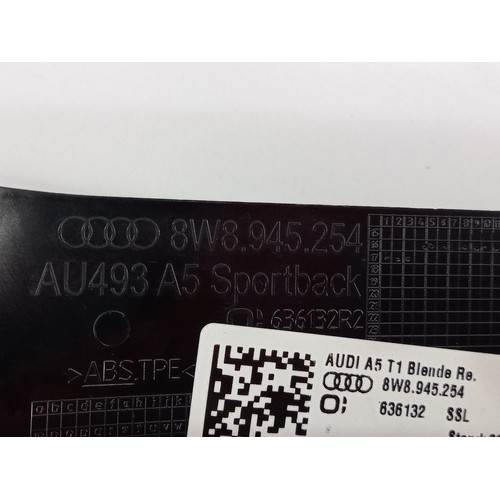 8W8.945.254
AU493 A5 Sportback
636132R2
>ABS.TPE<
AUDI A5 T1 Blende Re.
8W8.945.254
636132 SSL